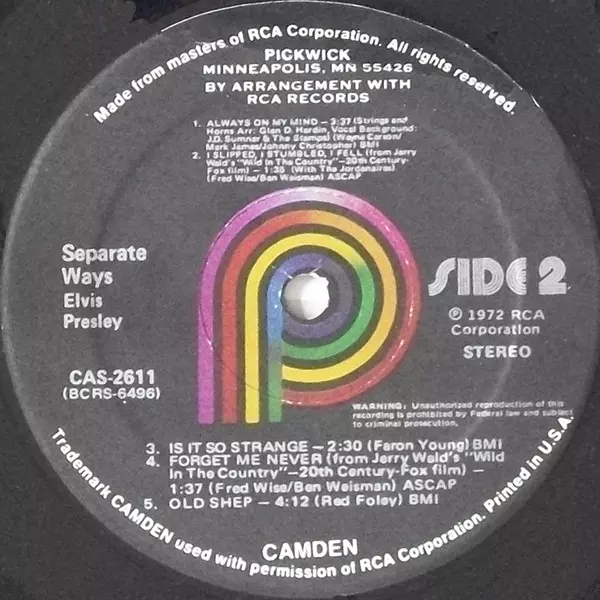 Made from masters of RCA Corporation. All rights reserved.
PICKWICK
MINNEAPOLIS, MN 55426
BY ARRANGEMENT WITH
RCA RECORDS
1. ALWAYS ON MY MIND – 3:37 (Strings and
Horns Arr: Glen D. Hardin, Vocal Background:
J.D. Sumner & The Stamps) (Wayne Carson/
Mark James/Johnny Christopher) BMI
2. I SLIPPED, I STUMBLED, I FELL (from Jerry
Wald's "Wild In The Country"–20th Century-
Fox film) – 1:35 (With The Jordanaires)
(Fred Wise/Ben Weisman) ASCAP
Separate
Ways
Elvis
Presley
SIDE 2
℗ 1972 RCA
Corporation
STEREO
CAS-2611
(BCRS-6496)
WARNING: Unauthorized reproduction of this
recording is prohibited by Federal law and subject
to criminal prosecution.
3. IS IT SO STRANGE – 2:30 (Faron Young) BMI
4. FORGET ME NEVER (from Jerry Wald's "Wild
In The Country"–20th Century-Fox film) –
1:37 (Fred Wise/Ben Weisman) ASCAP
5. OLD SHEP – 4:12 (Red Foley) BMI
CAMDEN
Trademark CAMDEN used with permission of RCA Corporation. Printed in U.S.A.